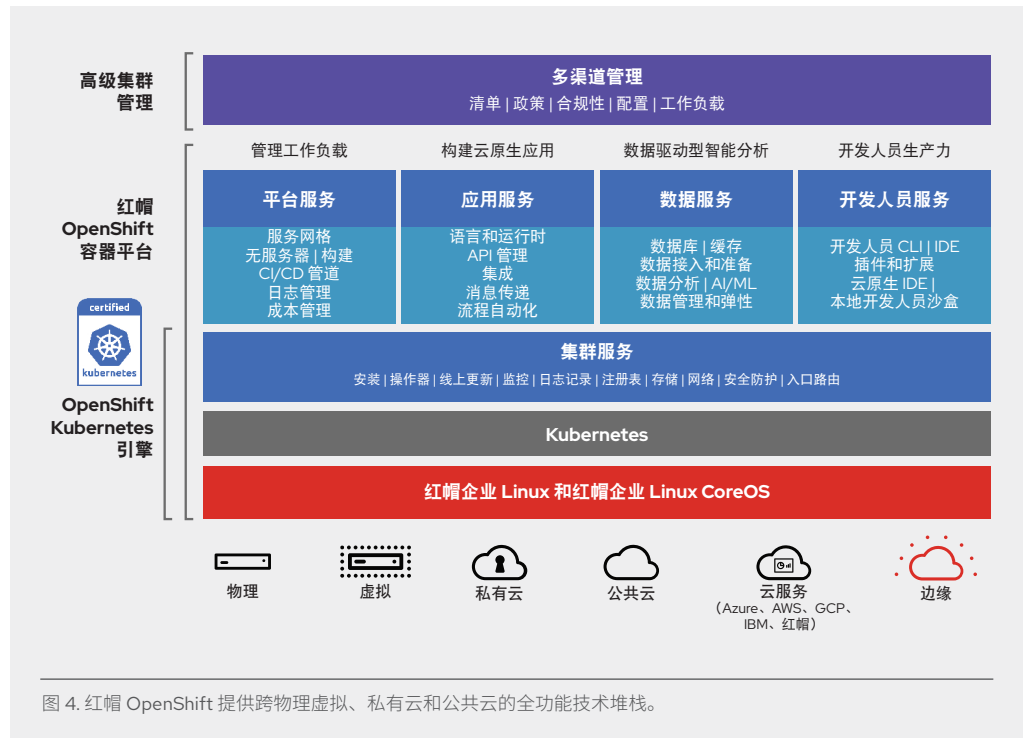 高级集群
管理
多渠道管理
清单 | 政策 | 合规性 | 配置 | 工作负载
红帽
OpenShift
容器平台
管理工作负载
构建云原生应用
数据驱动型智能分析
开发人员生产力
平台服务
服务网格
无服务器 | 构建
CI/CD 管道
日志管理
成本管理
应用服务
语言和运行时
API 管理
集成
消息传递
流程自动化
数据服务
数据库 | 缓存
数据接入和准备
数据分析 | AI/ML
数据管理和弹性
开发人员服务
开发人员 CLI | IDE
插件和扩展
云原生 IDE |
本地开发人员沙盒
certified
kubernetes
OpenShift
Kubernetes
引擎
集群服务
安装 | 操作器 | 线上更新 | 监控 | 日志记录 | 注册表 | 存储 | 网络 | 安全防护 | 入口路由
Kubernetes
红帽企业 Linux 和红帽企业 Linux CoreOS
物理
虚拟
私有云
公共云
云服务
（Azure、AWS、GCP、
IBM、红帽）
边缘
图 4. 红帽 OpenShift 提供跨物理虚拟、私有云和公共云的全功能技术堆栈。